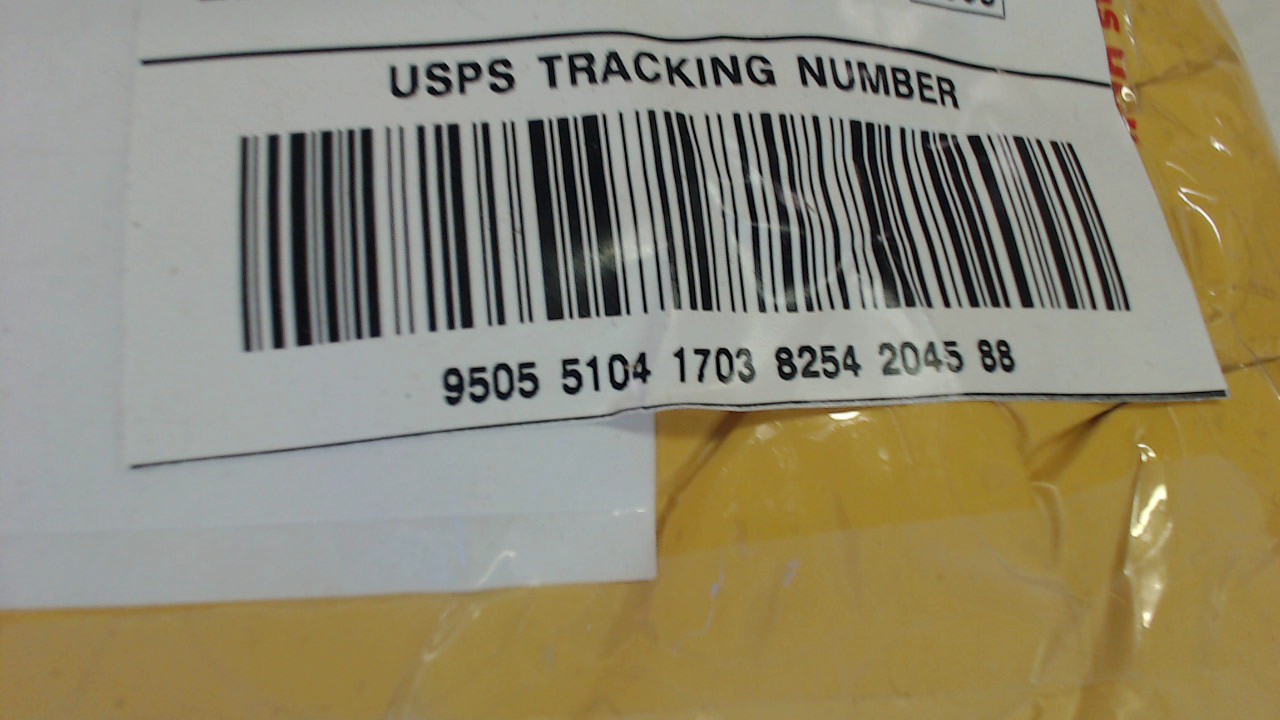 USPS TRACKING NUMBER
9505 5104 1703 8254 2045 88